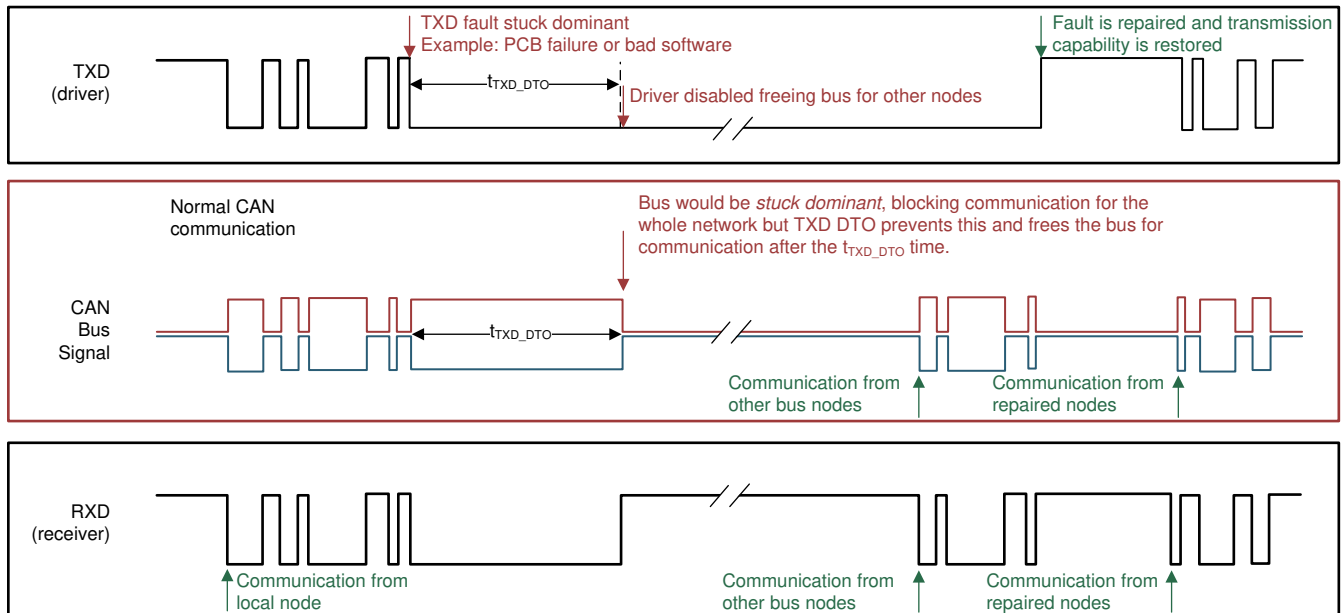 TXD fault stuck dominant
Example: PCB failure or bad software
Fault is repaired and transmission
capability is restored
TXD
(driver)
tTXD_DTO
Driver disabled freeing bus for other nodes
Normal CAN
communication
Bus would be stuck dominant, blocking communication for the
whole network but TXD DTO prevents this and frees the bus for
communication after the tTXD_DTO time.
CAN
Bus
Signal
tTXD_DTO
Communication from
other bus nodes
Communication from
repaired nodes
RXD
(receiver)
Communication from
local node
Communication from
other bus nodes
Communication from
repaired nodes